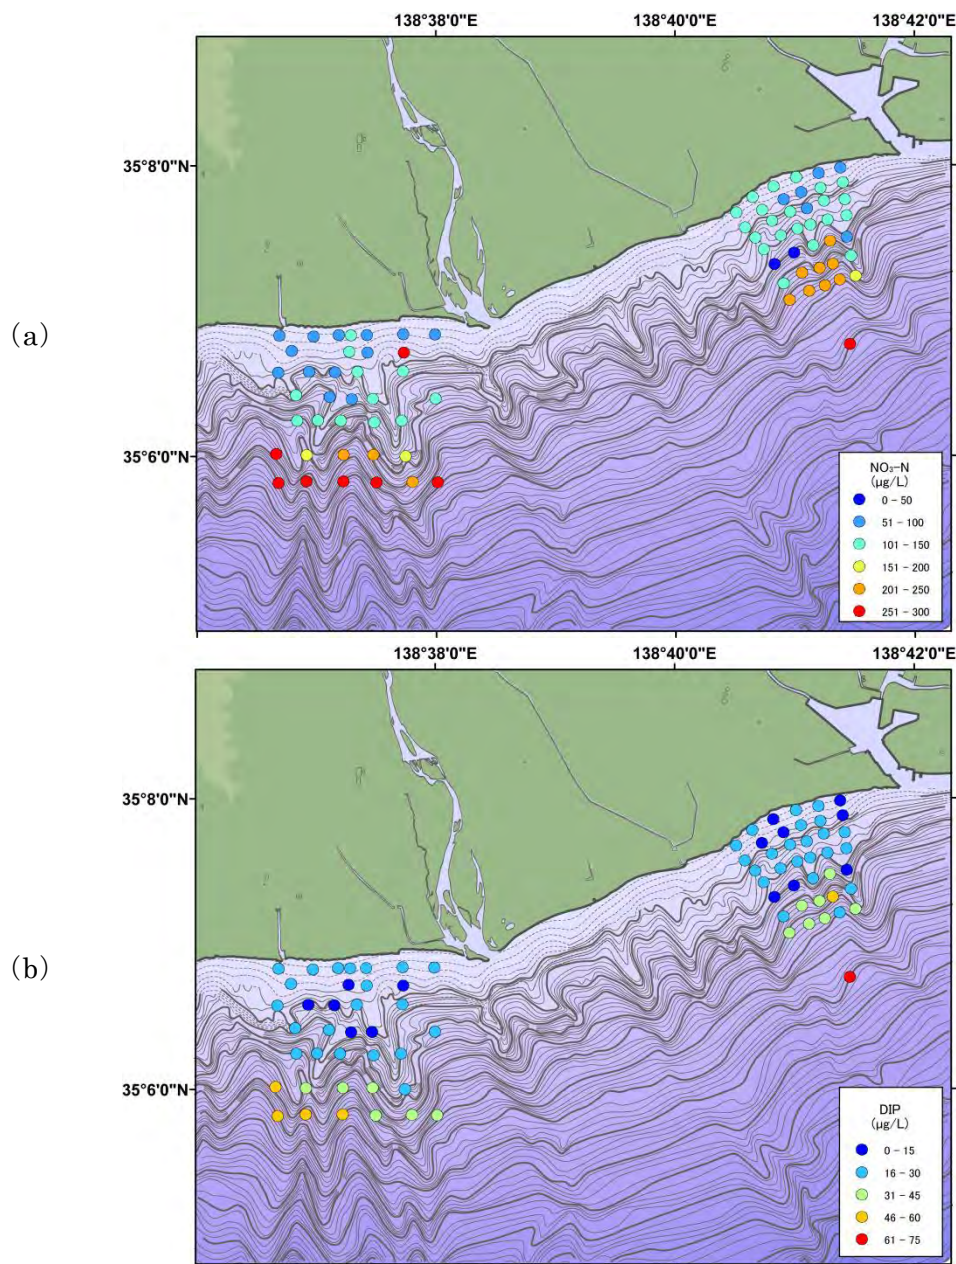 138°38'0"E 138°40'0"E 138°42'0"E
35°8'0"N
(a)
35°6'0"N
NO₃-N
(µg/L)
0 - 50
51 - 100
101 - 150
151 - 200
201 - 250
251 - 300
138°38'0"E 138°40'0"E 138°42'0"E
35°8'0"N
(b)
35°6'0"N
DIP
(µg/L)
0 - 15
16 - 30
31 - 45
46 - 60
61 - 75